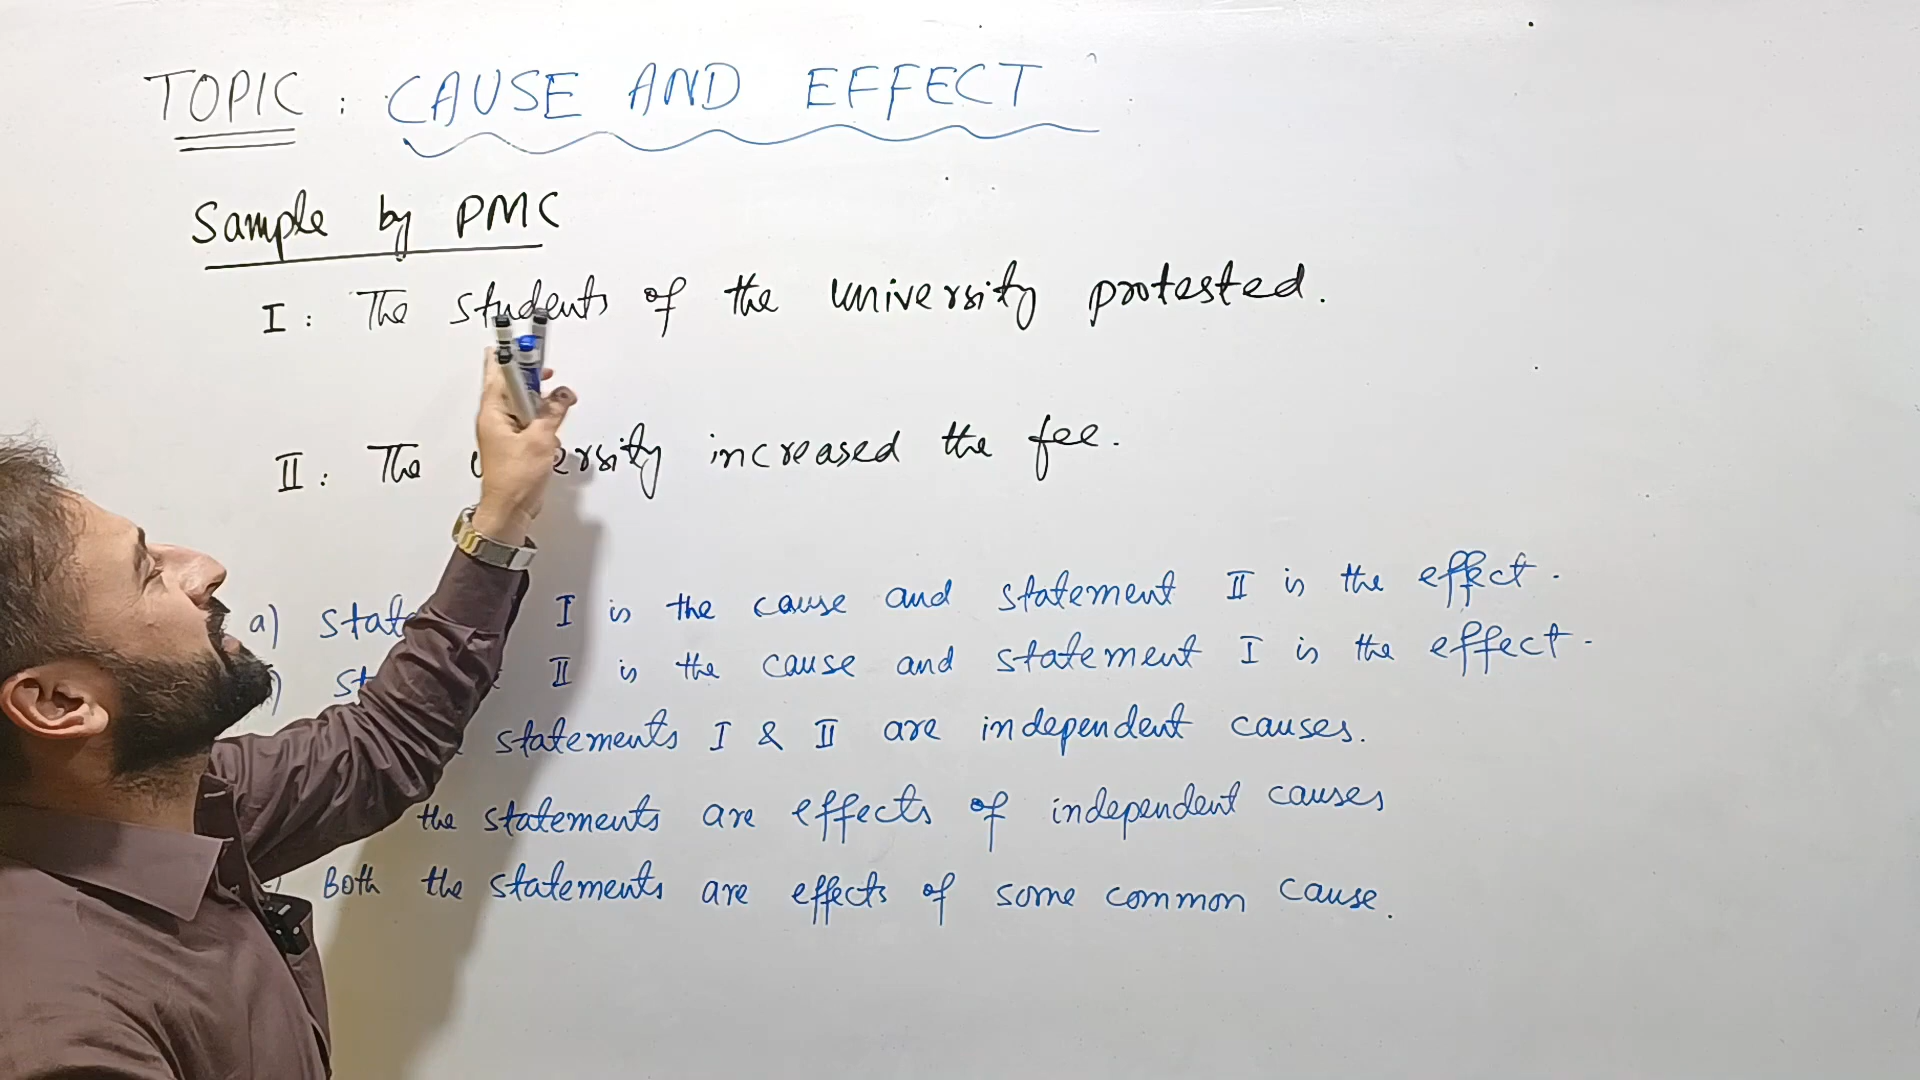 TOPIC : CAUSE AND EFFECT
Sample by PMC
I : The students of the university protested.
II : The increased the fee.
a) I is the cause and statement II is the effect.
II is the cause and statement I is the effect.
statements I & II are independent causes.
the statements are effects of independent causes
Both the statements are effects of some common cause.